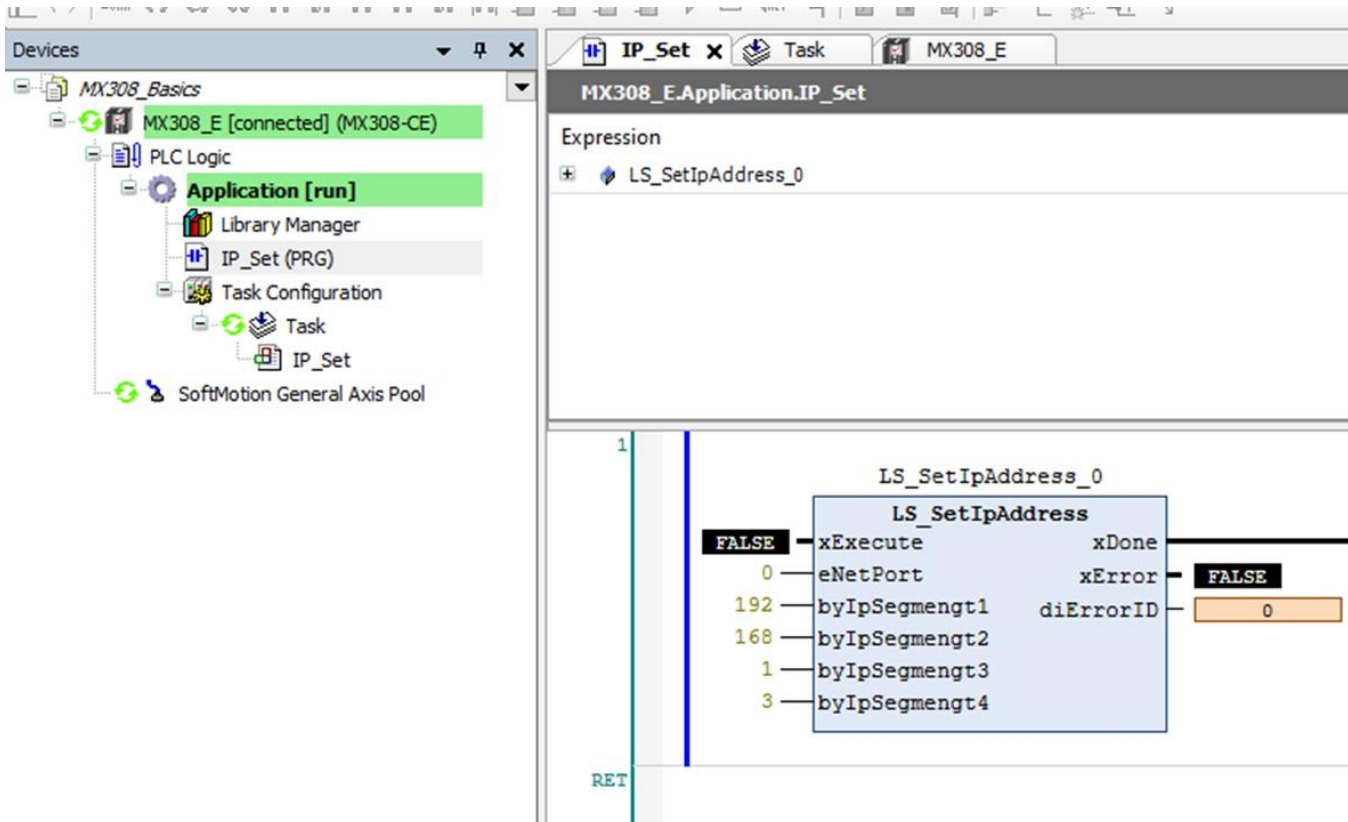 Devices
MX308_Basics
MX308_E [connected] (MX308-CE)
PLC Logic
Application [run]
Library Manager
IP_Set (PRG)
Task Configuration
Task
IP_Set
SoftMotion General Axis Pool
IP_Set Task MX308_E
MX308_E.Application.IP_Set
Expression
LS_SetIpAddress_0
1
LS_SetIpAddress_0
LS_SetIpAddress
FALSE xExecute xDone
0 eNetPort xError FALSE
192 byIpSegmengt1 diErrorID 0
168 byIpSegmengt2
1 byIpSegmengt3
3 byIpSegmengt4
RET